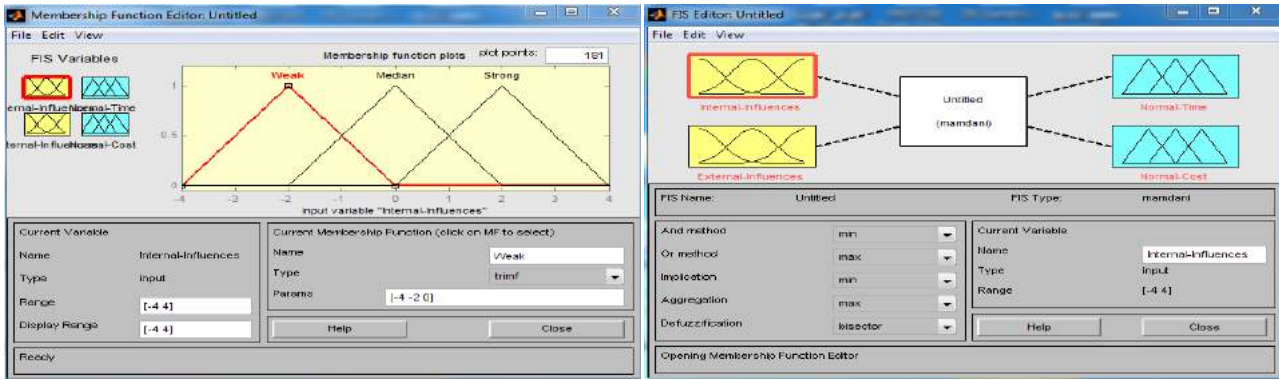 Membership Function Editor: Untitled
File Edit View
FIS Variables
Membership function plots plot points: 181
Weak Median Strong
1
0.5
0
-4 -3 -2 -1 0 1 2 3 4
input variable "Internal-Influences"
Normal-Time
Current Variable
Name Internal-Influences
Type input
Range [-4 4]
Display Range [-4 4]
Current Membership Function (click on MF to select)
Name Weak
Type trimf
Params [-4 -2 0]
Help Close
Ready
FIS Editor: Untitled
File Edit View
Internal-Influences
External-Influences
Untitled
(mamdani)
Normal-Time
Normal-Cost
FIS Name: Untitled FIS Type: mamdani
And method min
Or method max
Implication min
Aggregation max
Defuzzification bisector
Current Variable
Name Internal-Influences
Type input
Range [-4 4]
Help Close
Opening Membership Function Editor